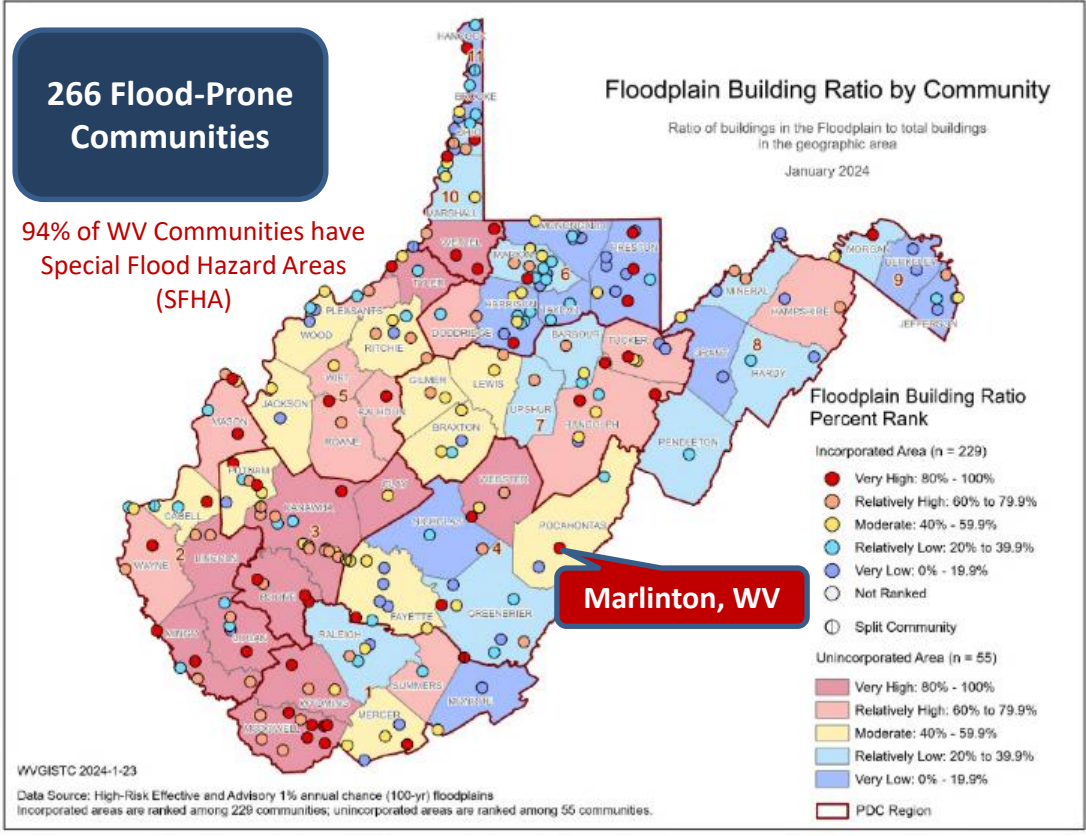 266 Flood-Prone
Communities
94% of WV Communities have
Special Flood Hazard Areas
(SFHA)
Floodplain Building Ratio by Community
Ratio of buildings in the Floodplain to total buildings
in the geographic area
January 2024
HANCOCK
11
BROOKE
OHIO
10
MARSHALL
WETZEL
MONONGALIA
PRESTON
MARION
6
TYLER
MORGAN
BERKELEY
9
JEFFERSON
MINERAL
HAMPSHIRE
PLEASANTS
HARRISON
TAYLOR
WOOD
DODDRIDGE
RITCHIE
BARBOUR
TUCKER
GRANT
8
HARDY
WIRT
5
GILMER
LEWIS
UPSHUR
7
JACKSON
CALHOUN
MASON
ROANE
BRAXTON
RANDOLPH
PENDLETON
PUTNAM
CLAY
WEBSTER
KANAWHA
CABELL
NICHOLAS
POCAHONTAS
3
4
2
LINCOLN
WAYNE
BOONE
FAYETTE
GREENBRIER
Marlinton, WV
MINGO
LOGAN
RALEIGH
SUMMERS
MONROE
WYOMING
MERCER
MCDOWELL
Floodplain Building Ratio
Percent Rank
Incorporated Area (n = 229)
Very High: 80% - 100%
Relatively High: 60% to 79.9%
Moderate: 40% - 59.9%
Relatively Low: 20% to 39.9%
Very Low: 0% - 19.9%
Not Ranked
Split Community
Unincorporated Area (n = 55)
Very High: 80% - 100%
Relatively High: 60% to 79.9%
Moderate: 40% - 59.9%
Relatively Low: 20% to 39.9%
Very Low: 0% - 19.9%
PDC Region
WVGISTC 2024-1-23
Data Source: High-Risk Effective and Advisory 1% annual chance (100-yr) floodplains
Incorporated areas are ranked among 229 communities; unincorporated areas are ranked among 55 communities.